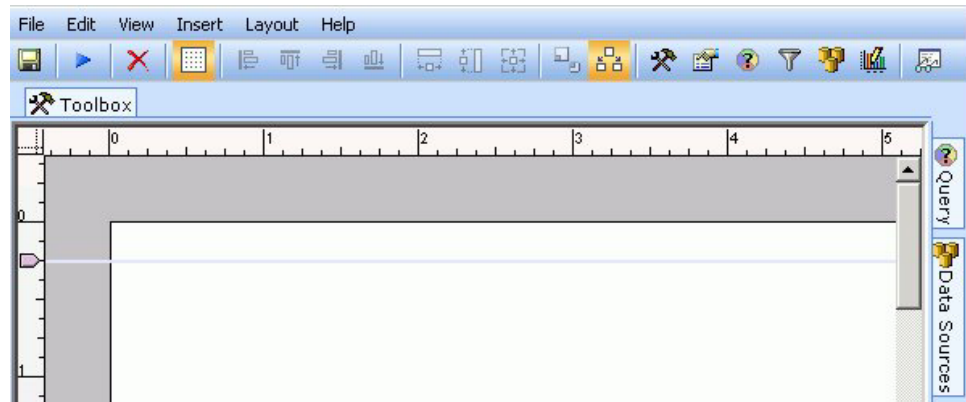 File Edit View Insert Layout Help
Toolbox
0 1 2 3 4 5
0
1
Query
Data Sources